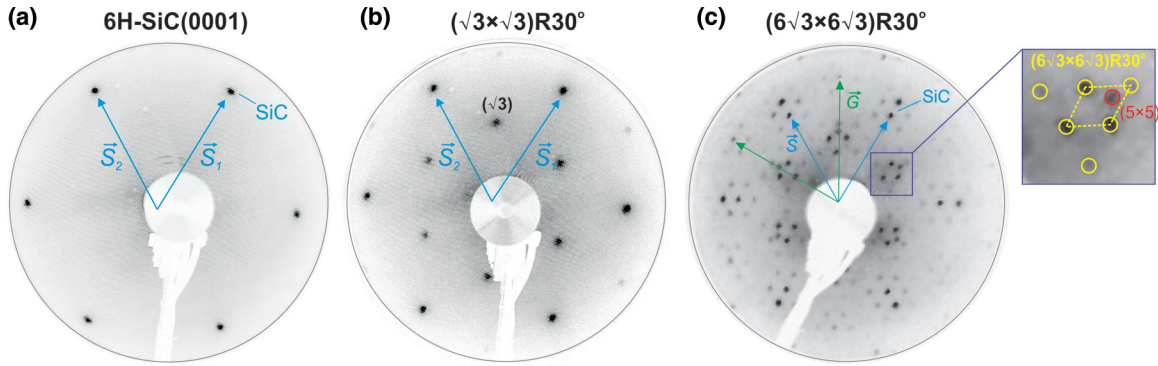 (a) 6H-SiC(0001)
SiC
S⃗₂ S⃗₁
(b) (√3×√3)R30°
(√3)
S⃗₂ S⃗₁
(c) (6√3×6√3)R30°
G⃗
SiC
S⃗
(6√3×6√3)R30°
(5×5)